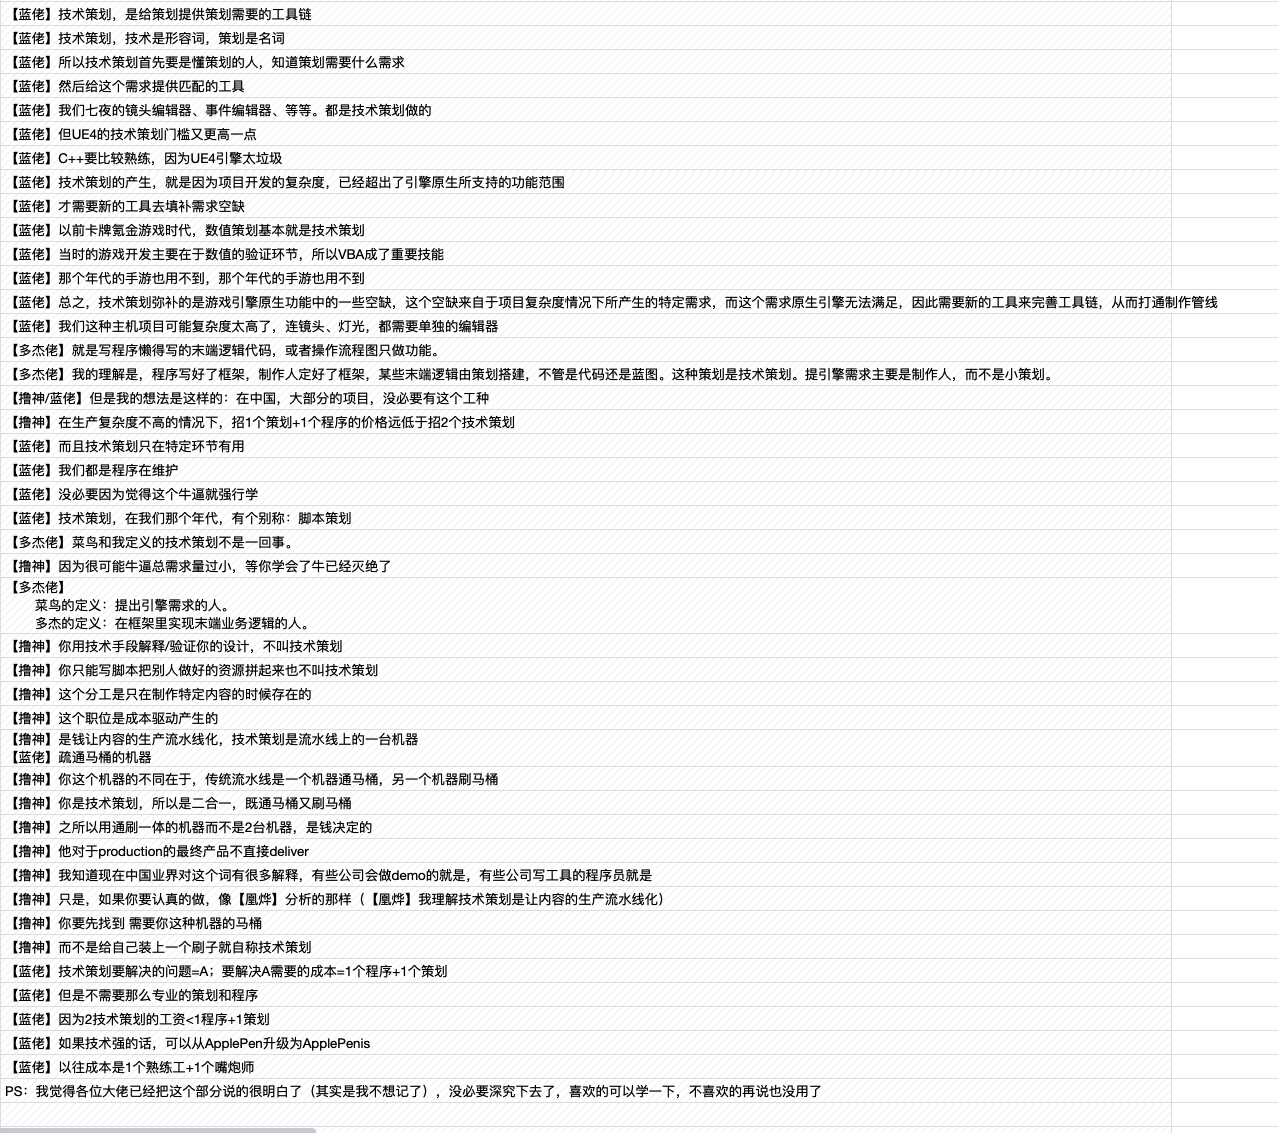 【蓝佬】技术策划，是给策划提供策划需要的工具链
【蓝佬】技术策划，技术是形容词，策划是名词
【蓝佬】所以技术策划首先要是懂策划的人，知道策划需要什么需求
【蓝佬】然后给这个需求提供匹配的工具
【蓝佬】我们七夜的镜头编辑器、事件编辑器、等等。都是技术策划做的
【蓝佬】但UE4的技术策划门槛又更高一点
【蓝佬】C++要比较熟练，因为UE4引擎太垃圾
【蓝佬】技术策划的产生，就是因为项目开发的复杂度，已经超出了引擎原生所支持的功能范围
【蓝佬】才需要新的工具去填补需求空缺
【蓝佬】以前卡牌氪金游戏时代，数值策划基本就是技术策划
【蓝佬】当时的游戏开发主要在于数值的验证环节，所以VBA成了重要技能
【蓝佬】那个年代的手游也用不到，那个年代的手游也用不到
【蓝佬】总之，技术策划弥补的是游戏引擎原生功能中的一些空缺，这个空缺来自于项目复杂度情况下所产生的特定需求，而这个需求原生引擎无法满足，因此需要新的工具来完善工具链，从而打通制作管线
【蓝佬】我们这种主机项目可能复杂度太高了，连镜头、灯光，都需要单独的编辑器
【多杰佬】就是写程序懒得写的末端逻辑代码，或者操作流程图只做功能。
【多杰佬】我的理解是，程序写好了框架，制作人定好了框架，某些末端逻辑由策划搭建，不管是代码还是蓝图。这种策划是技术策划。提引擎需求主要是制作人，而不是小策划。
【撸神/蓝佬】但是我的想法是这样的：在中国，大部分的项目，没必要有这个工种
【撸神】在生产复杂度不高的情况下，招1个策划+1个程序的价格远低于招2个技术策划
【蓝佬】而且技术策划只在特定环节有用
【蓝佬】我们都是程序在维护
【蓝佬】没必要因为觉得这个牛逼就强行学
【蓝佬】技术策划，在我们那个年代，有个别称：脚本策划
【多杰佬】菜鸟和我定义的技术策划不是一回事。
【撸神】因为很可能牛逼总需求量过小，等你学会了牛已经灭绝了
【多杰佬】
菜鸟的定义：提出引擎需求的人。
多杰的定义：在框架里实现末端业务逻辑的人。
【撸神】你用技术手段解释/验证你的设计，不叫技术策划
【撸神】你只能写脚本把别人做好的资源拼起来也不叫技术策划
【撸神】这个分工是只在制作特定内容的时候存在的
【撸神】这个职位是成本驱动产生的
【撸神】是钱让内容的生产流水线化，技术策划是流水线上的一台机器
【蓝佬】疏通马桶的机器
【撸神】你这个机器的不同在于，传统流水线是一个机器通马桶，另一个机器刷马桶
【撸神】你是技术策划，所以是二合一，既通马桶又刷马桶
【撸神】之所以用通刷一体的机器而不是2台机器，是钱决定的
【撸神】他对于production的最终产品不直接deliver
【撸神】我知道现在中国业界对这个词有很多解释，有些公司会做demo的就是，有些公司写工具的程序员就是
【撸神】只是，如果你要认真的做，像【凰烨】分析的那样（【凰烨】我理解技术策划是让内容的生产流水线化）
【撸神】你要先找到 需要你这种机器的马桶
【撸神】而不是给自己装上一个刷子就自称技术策划
【蓝佬】技术策划要解决的问题=A；要解决A需要的成本=1个程序+1个策划
【蓝佬】但是不需要那么专业的策划和程序
【蓝佬】因为2技术策划的工资<1程序+1策划
【蓝佬】如果技术强的话，可以从ApplePen升级为ApplePenis
【蓝佬】以往成本是1个熟练工+1个嘴炮师
PS：我觉得各位大佬已经把这个部分说的很明白了（其实是我不想记了），没必要深究下去了，喜欢的可以学一下，不喜欢的再说也没用了